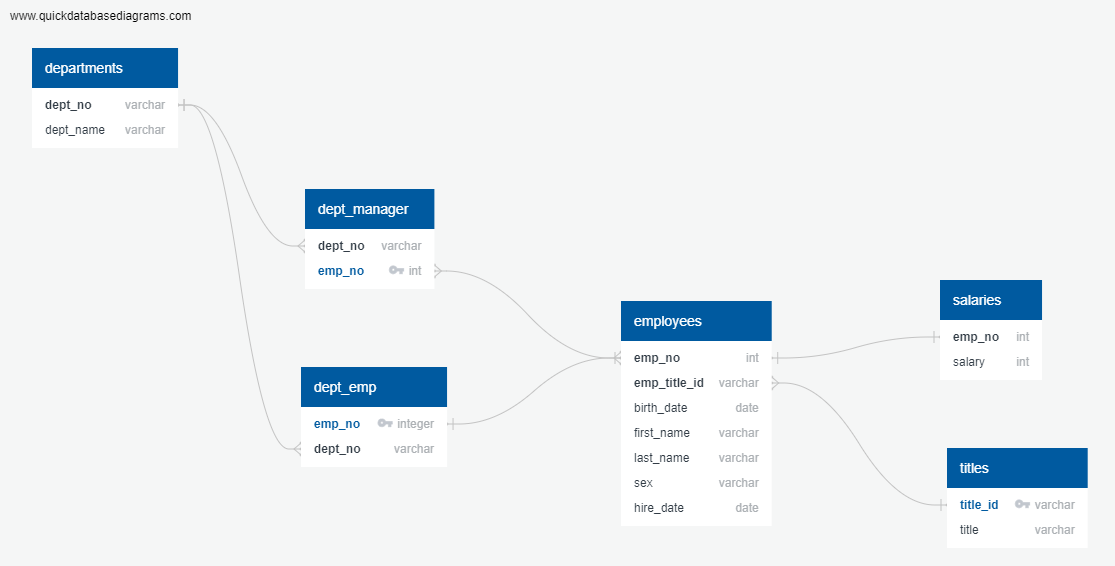 www.quickdatabasediagrams.com
departments
dept_no varchar
dept_name varchar
dept_manager
dept_no varchar
emp_no int
dept_emp
emp_no integer
dept_no varchar
employees
emp_no int
emp_title_id varchar
birth_date date
first_name varchar
last_name varchar
sex varchar
hire_date date
salaries
emp_no int
salary int
titles
title_id varchar
title varchar